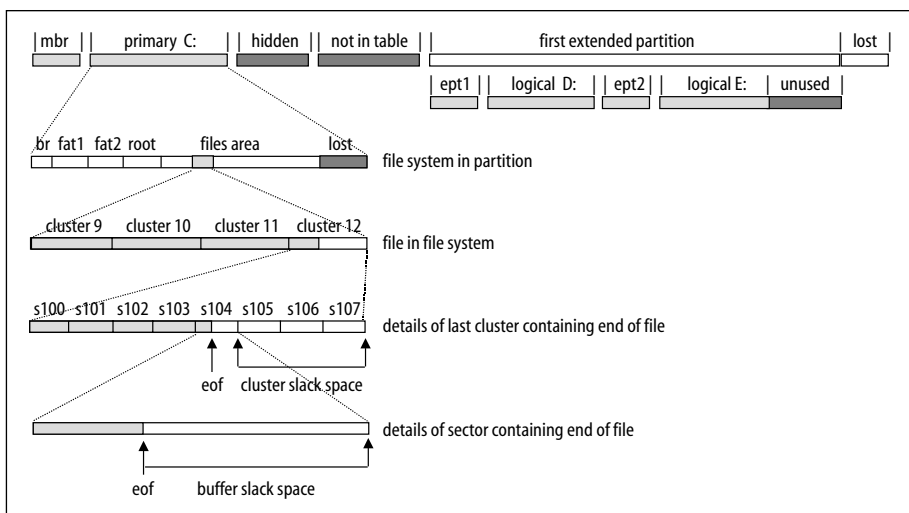 mbr primary C: hidden not in table first extended partition lost
ept1 logical D: ept2 logical E: unused
br fat1 fat2 root files area lost
file system in partition
cluster 9 cluster 10 cluster 11 cluster 12
file in file system
s100 s101 s102 s103 s104 s105 s106 s107
details of last cluster containing end of file
eof cluster slack space
details of sector containing end of file
eof buffer slack space